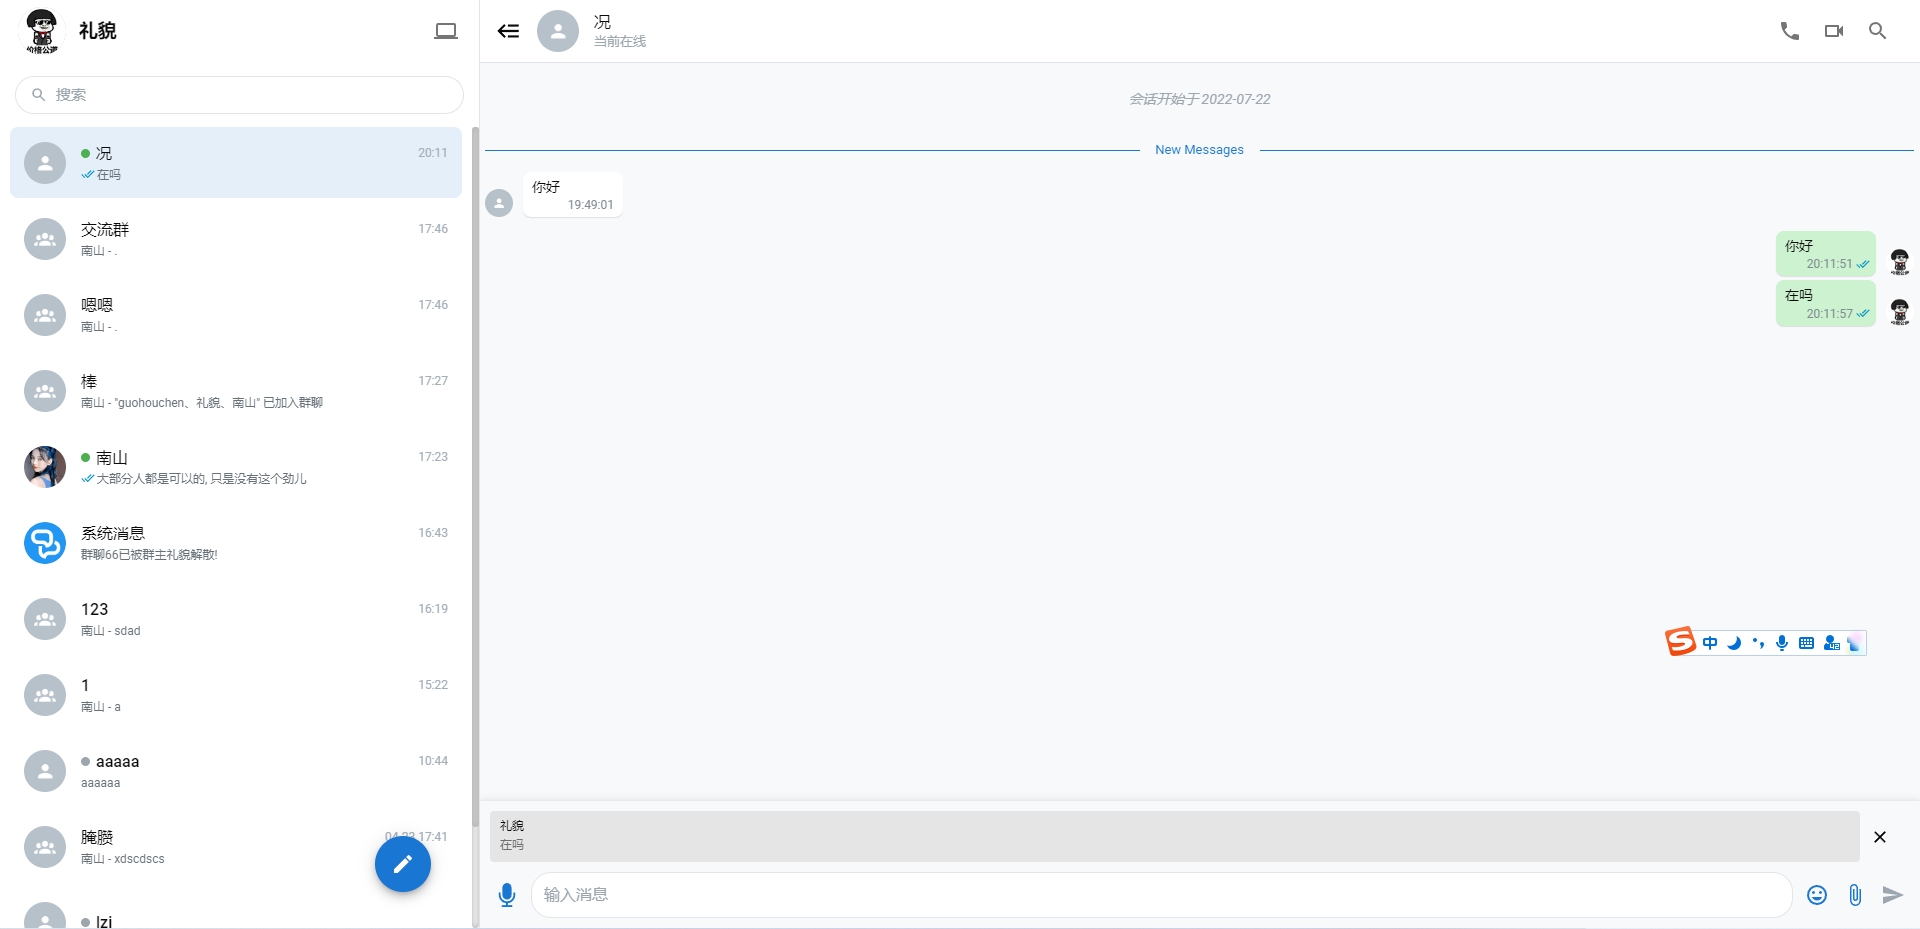 礼貌
搜索
况
20:11
在吗
交流群
17:46
南山 - .
嗯嗯
17:46
南山 - .
棒
17:27
南山 - "guohouchen、礼貌、南山" 已加入群聊
南山
17:23
大部分人都是可以的, 只是没有这个劲儿
系统消息
16:43
群聊66已被群主礼貌解散!
123
16:19
南山 - sdad
1
15:22
南山 - a
aaaaa
10:44
aaaaaa
腌臜
04-23 17:41
南山 - xdscdscs
lzi
况
当前在线
会话开始于 2022-07-22
New Messages
你好
19:49:01
你好
20:11:51
在吗
20:11:57
中
礼貌
在吗
输入消息